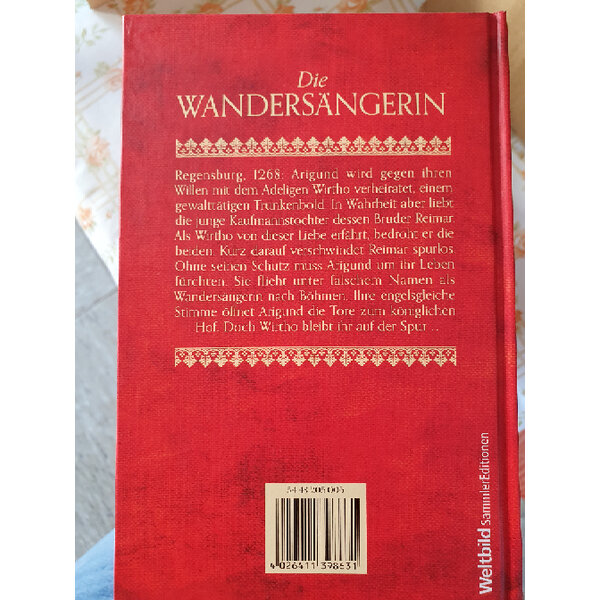 Die
WANDERSÄNGERIN
Regensburg, 1268: Arigund wird gegen ihren
Willen mit dem Adeligen Wirtho verheiratet, einem
gewalttätigen Trunkenbold. In Wahrheit aber liebt
die junge Kaufmannstochter dessen Bruder Reimar.
Als Wirtho von dieser Liebe erfährt, bedroht er die
beiden. Kurz darauf verschwindet Reimar spurlos.
Ohne seinen Schutz muss Arigund um ihr Leben
fürchten. Sie flieht unter falschem Namen als
Wandersängerin nach Böhmen. Ihre engelsgleiche
Stimme öffnet Arigund die Tore zum königlichen
Hof. Doch Wirtho bleibt ihr auf der Spur ...
4 026411 398631
Weltbild SammlerEditionen